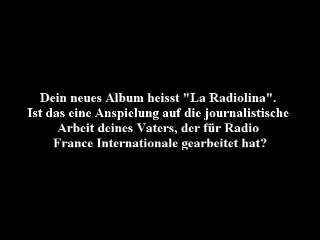 Dein neues Album heisst "La Radiolina".
Ist das eine Anspielung auf die journalistische
Arbeit deines Vaters, der für Radio
France Internationale gearbeitet hat?